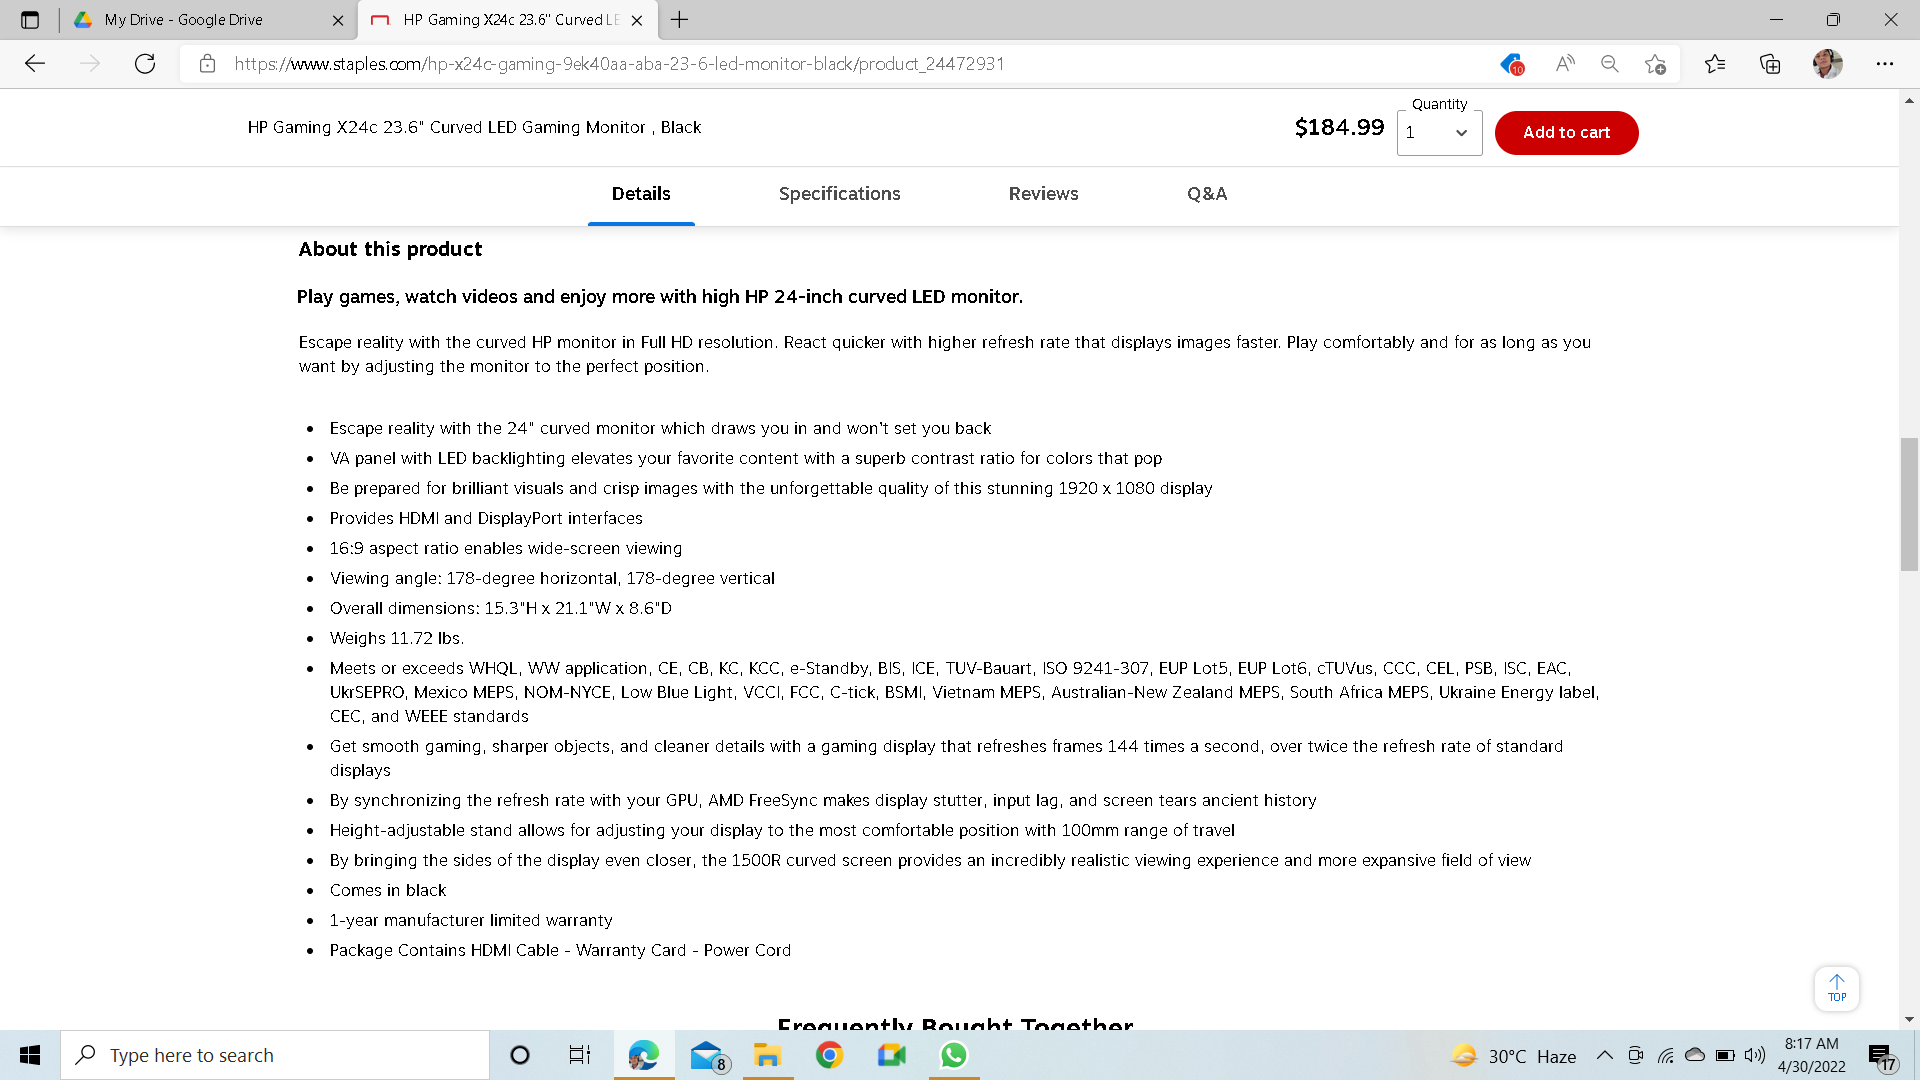 My Drive - Google Drive
HP Gaming X24c 23.6" Curved LE
https://www.staples.com/hp-x24c-gaming-9ek40aa-aba-23-6-led-monitor-black/product_24472931
10
HP Gaming X24c 23.6" Curved LED Gaming Monitor , Black
$184.99
Quantity
1
Add to cart
Details
Specifications
Reviews
Q&A
About this product
Play games, watch videos and enjoy more with high HP 24-inch curved LED monitor.
Escape reality with the curved HP monitor in Full HD resolution. React quicker with higher refresh rate that displays images faster. Play comfortably and for as long as you
want by adjusting the monitor to the perfect position.
Escape reality with the 24" curved monitor which draws you in and won't set you back
VA panel with LED backlighting elevates your favorite content with a superb contrast ratio for colors that pop
Be prepared for brilliant visuals and crisp images with the unforgettable quality of this stunning 1920 x 1080 display
Provides HDMI and DisplayPort interfaces
16:9 aspect ratio enables wide-screen viewing
Viewing angle: 178-degree horizontal, 178-degree vertical
Overall dimensions: 15.3"H x 21.1"W x 8.6"D
Weighs 11.72 lbs.
Meets or exceeds WHQL, WW application, CE, CB, KC, KCC, e-Standby, BIS, ICE, TUV-Bauart, ISO 9241-307, EUP Lot5, EUP Lot6, cTUVus, CCC, CEL, PSB, ISC, EAC,
UkrSEPRO, Mexico MEPS, NOM-NYCE, Low Blue Light, VCCI, FCC, C-tick, BSMI, Vietnam MEPS, Australian-New Zealand MEPS, South Africa MEPS, Ukraine Energy label,
CEC, and WEEE standards
Get smooth gaming, sharper objects, and cleaner details with a gaming display that refreshes frames 144 times a second, over twice the refresh rate of standard
displays
By synchronizing the refresh rate with your GPU, AMD FreeSync makes display stutter, input lag, and screen tears ancient history
Height-adjustable stand allows for adjusting your display to the most comfortable position with 100mm range of travel
By bringing the sides of the display even closer, the 1500R curved screen provides an incredibly realistic viewing experience and more expansive field of view
Comes in black
1-year manufacturer limited warranty
Package Contains HDMI Cable - Warranty Card - Power Cord
TOP
Frequently Bought Together
Type here to search
8
30°C Haze
8:17 AM
4/30/2022
17